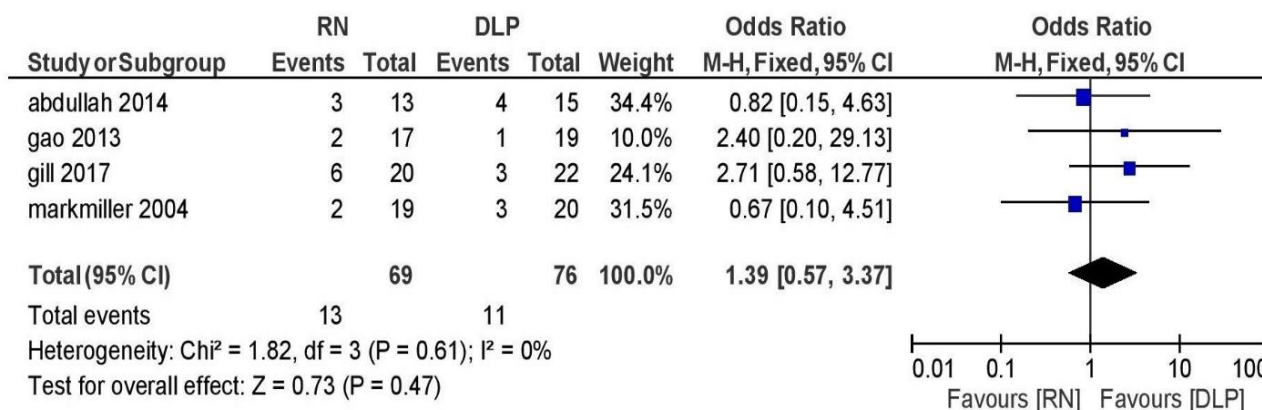 RN DLP Odds Ratio Odds Ratio
Study or Subgroup Events Total Events Total Weight M-H, Fixed, 95% CI M-H, Fixed, 95% CI
abdullah 2014 3 13 4 15 34.4% 0.82 [0.15, 4.63]
gao 2013 2 17 1 19 10.0% 2.40 [0.20, 29.13]
gill 2017 6 20 3 22 24.1% 2.71 [0.58, 12.77]
markmiller 2004 2 19 3 20 31.5% 0.67 [0.10, 4.51]
Total (95% CI) 69 76 100.0% 1.39 [0.57, 3.37]
Total events 13 11
Heterogeneity: Chi² = 1.82, df = 3 (P = 0.61); I² = 0%
Test for overall effect: Z = 0.73 (P = 0.47)
0.01 0.1 1 10 100
Favours [RN] Favours [DLP]